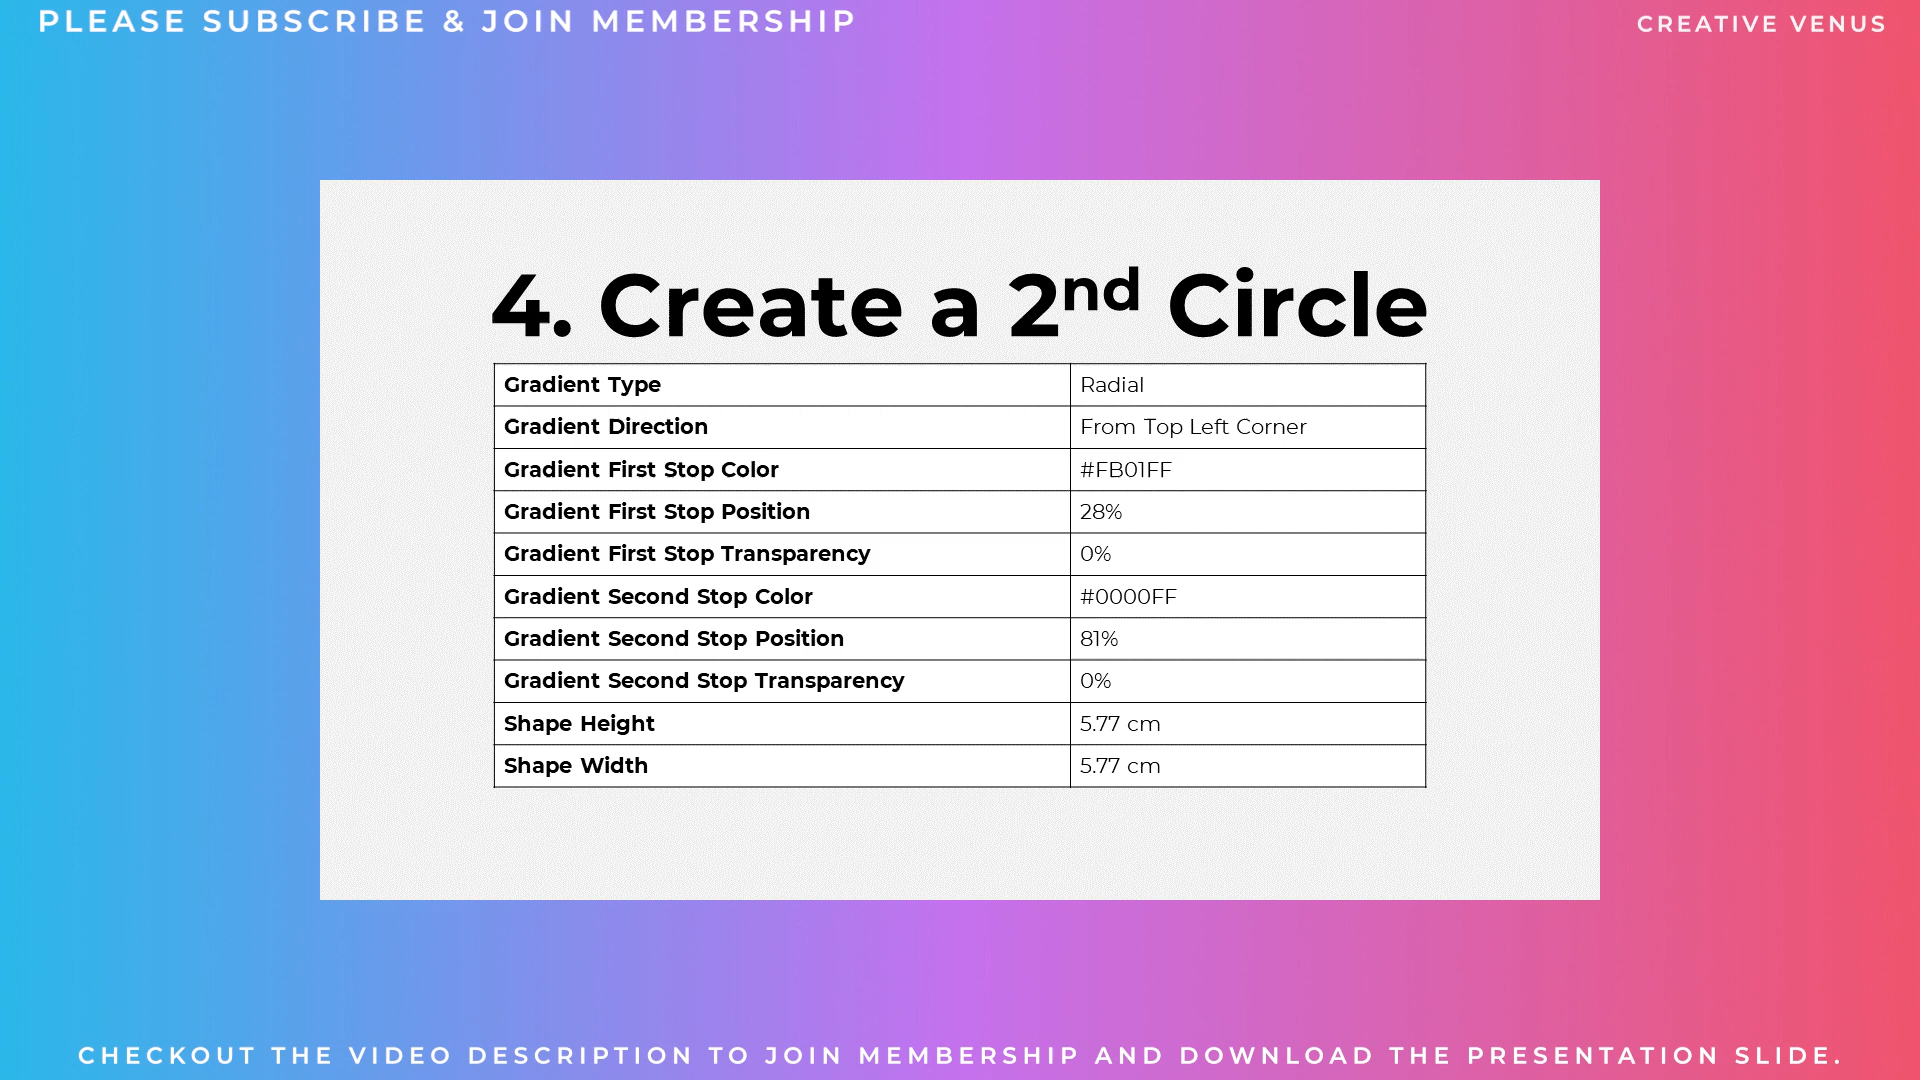 PLEASE SUBSCRIBE & JOIN MEMBERSHIP
CREATIVE VENUS
4. Create a 2nd Circle
Gradient Type Radial
Gradient Direction From Top Left Corner
Gradient First Stop Color #FB01FF
Gradient First Stop Position 28%
Gradient First Stop Transparency 0%
Gradient Second Stop Color #0000FF
Gradient Second Stop Position 81%
Gradient Second Stop Transparency 0%
Shape Height 5.77 cm
Shape Width 5.77 cm
CHECKOUT THE VIDEO DESCRIPTION TO JOIN MEMBERSHIP AND DOWNLOAD THE PRESENTATION SLIDE.